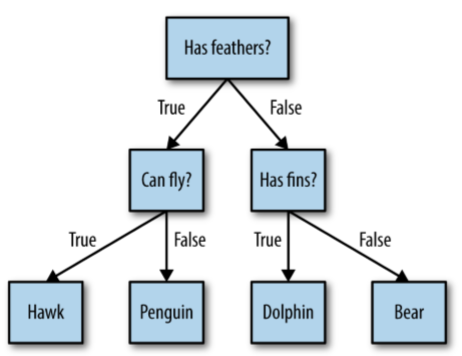 Has feathers?
True
False
Can fly?
Has fins?
True
False
True
False
Hawk
Penguin
Dolphin
Bear